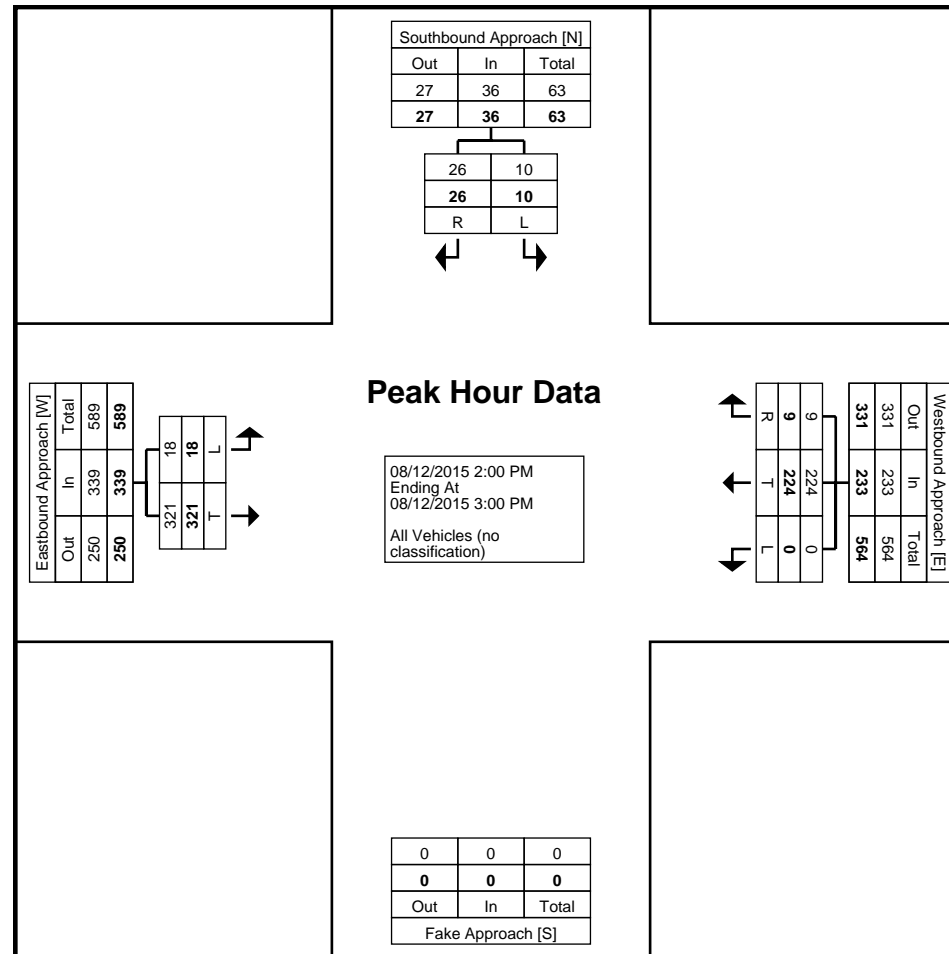 Southbound Approach [N]
Out In Total
27 36 63
27 36 63
26 10
26 10
R L
Peak Hour Data
08/12/2015 2:00 PM
Ending At
08/12/2015 3:00 PM
All Vehicles (no
classification)
Eastbound Approach [W]
Out In Total
250 339 589
250 339 589
321 18
321 18
T L
Westbound Approach [E]
Out In Total
331 233 564
331 233 564
9 224 0
9 224 0
R T L
0 0 0
0 0 0
Out In Total
Fake Approach [S]